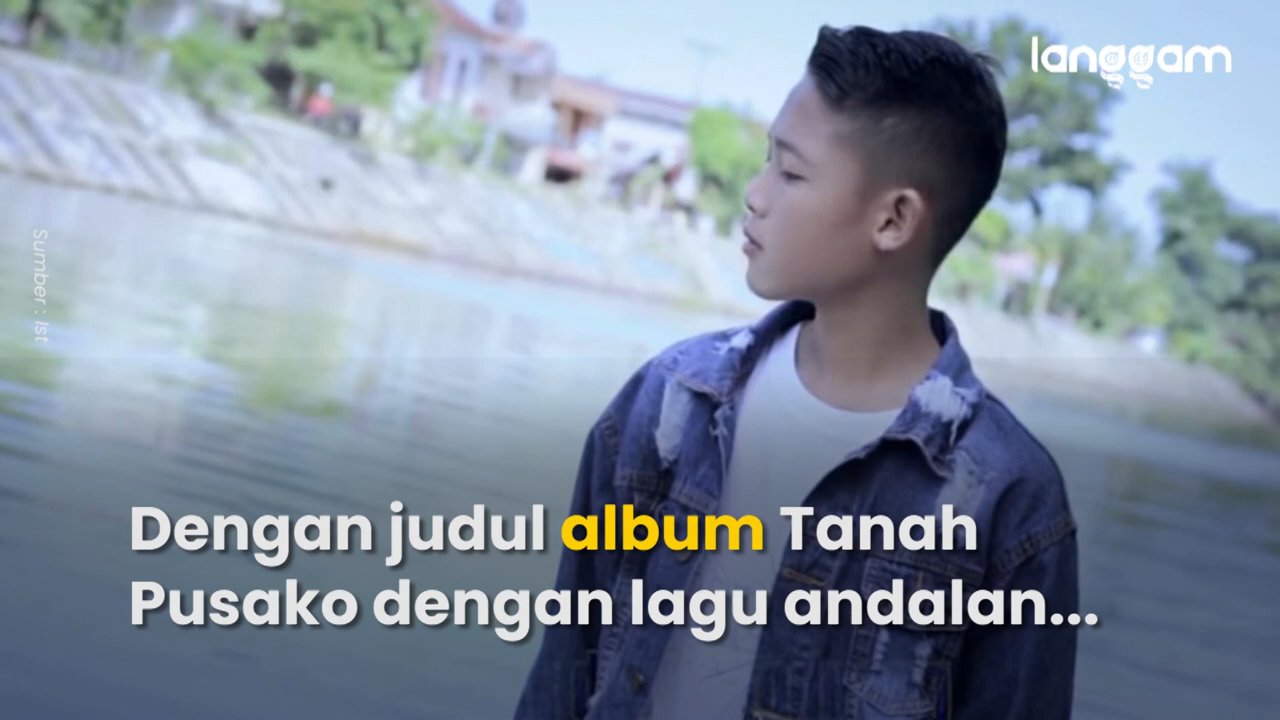 langgam
Sumber : Ist
Dengan judul album Tanah
Pusako dengan lagu andalan...